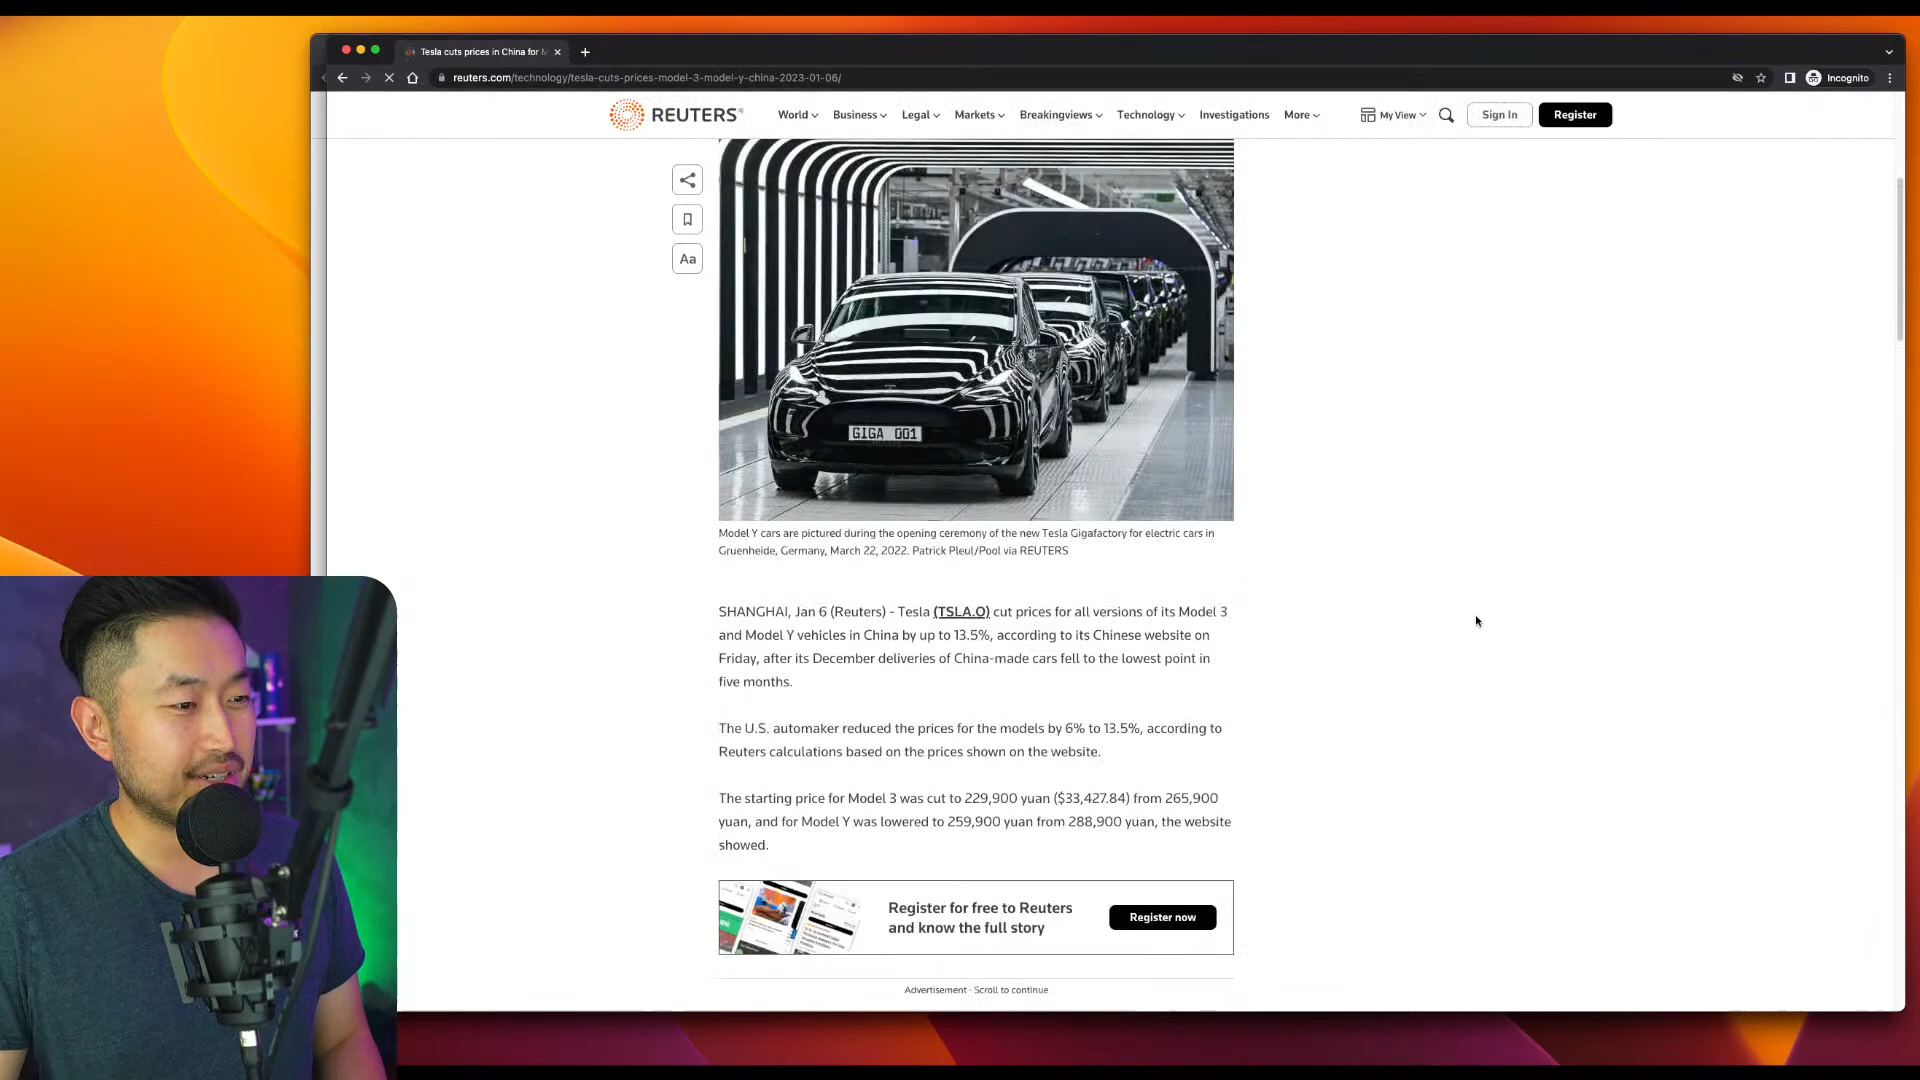 Tesla cuts prices in China for M
reuters.com/technology/tesla-cuts-prices-model-3-model-y-china-2023-01-06/
Incognito
REUTERS
World
Business
Legal
Markets
Breakingviews
Technology
Investigations
More
My View
Sign In
Register
Aa
GIGA 001
Model Y cars are pictured during the opening ceremony of the new Tesla Gigafactory for electric cars in
Gruenheide, Germany, March 22, 2022. Patrick Pleul/Pool via REUTERS
SHANGHAI, Jan 6 (Reuters) - Tesla (TSLA.O) cut prices for all versions of its Model 3
and Model Y vehicles in China by up to 13.5%, according to its Chinese website on
Friday, after its December deliveries of China-made cars fell to the lowest point in
five months.
The U.S. automaker reduced the prices for the models by 6% to 13.5%, according to
Reuters calculations based on the prices shown on the website.
The starting price for Model 3 was cut to 229,900 yuan ($33,427.84) from 265,900
yuan, and for Model Y was lowered to 259,900 yuan from 288,900 yuan, the website
showed.
Register for free to Reuters
and know the full story
Register now
Advertisement · Scroll to continue